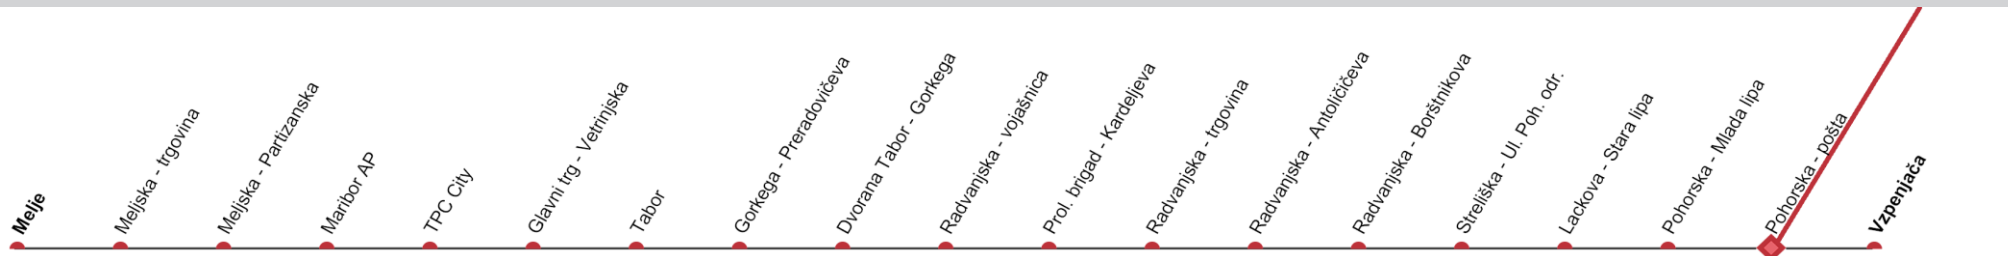 Melje
Meljska - trgovina
Meljska - Partizanska
Maribor AP
TPC City
Glavni trg - Vetrinjska
Tabor
Gorkega - Preradovičeva
Dvorana Tabor - Gorkega
Radvanjska - vojašnica
Prol. brigad - Kardeljeva
Radvanjska - trgovina
Radvanjska - Antoličičeva
Radvanjska - Borštnikova
Streliška - Ul. Poh. odr.
Lackova - Stara lipa
Pohorska - Mlada lipa
Pohorska - pošta
Vzpenjača